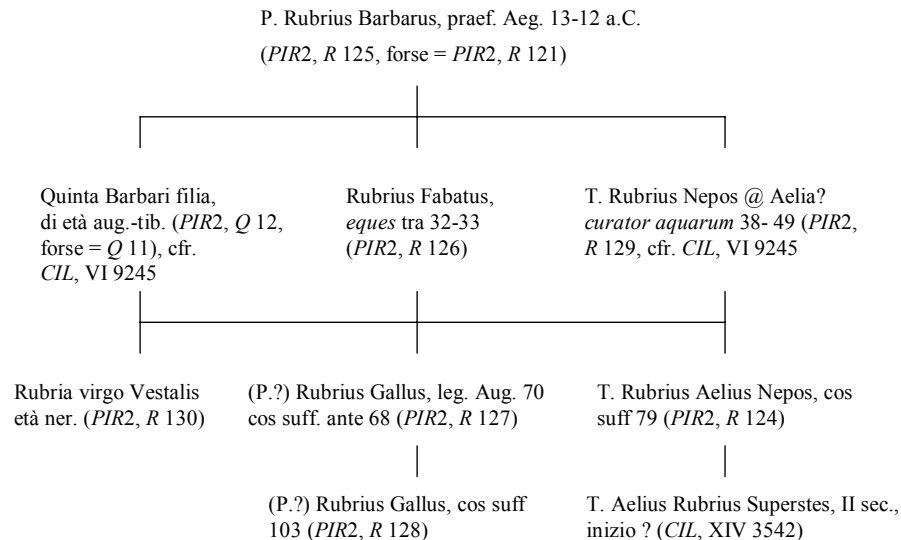 P. Rubrius Barbarus, praef. Aeg. 13-12 a.C.
(PIR2, R 125, forse = PIR2, R 121)
Quinta Barbari filia,
di età aug.-tib. (PIR2, Q 12,
forse = Q 11), cfr.
CIL, VI 9245
Rubrius Fabatus,
eques tra 32-33
(PIR2, R 126)
T. Rubrius Nepos @ Aelia?
curator aquarum 38- 49 (PIR2,
R 129, cfr. CIL, VI 9245
Rubria virgo Vestalis
età ner. (PIR2, R 130)
(P.?) Rubrius Gallus, leg. Aug. 70
cos suff. ante 68 (PIR2, R 127)
T. Rubrius Aelius Nepos, cos
suff 79 (PIR2, R 124)
(P.?) Rubrius Gallus, cos suff
103 (PIR2, R 128)
T. Aelius Rubrius Superstes, II sec.,
inizio ? (CIL, XIV 3542)